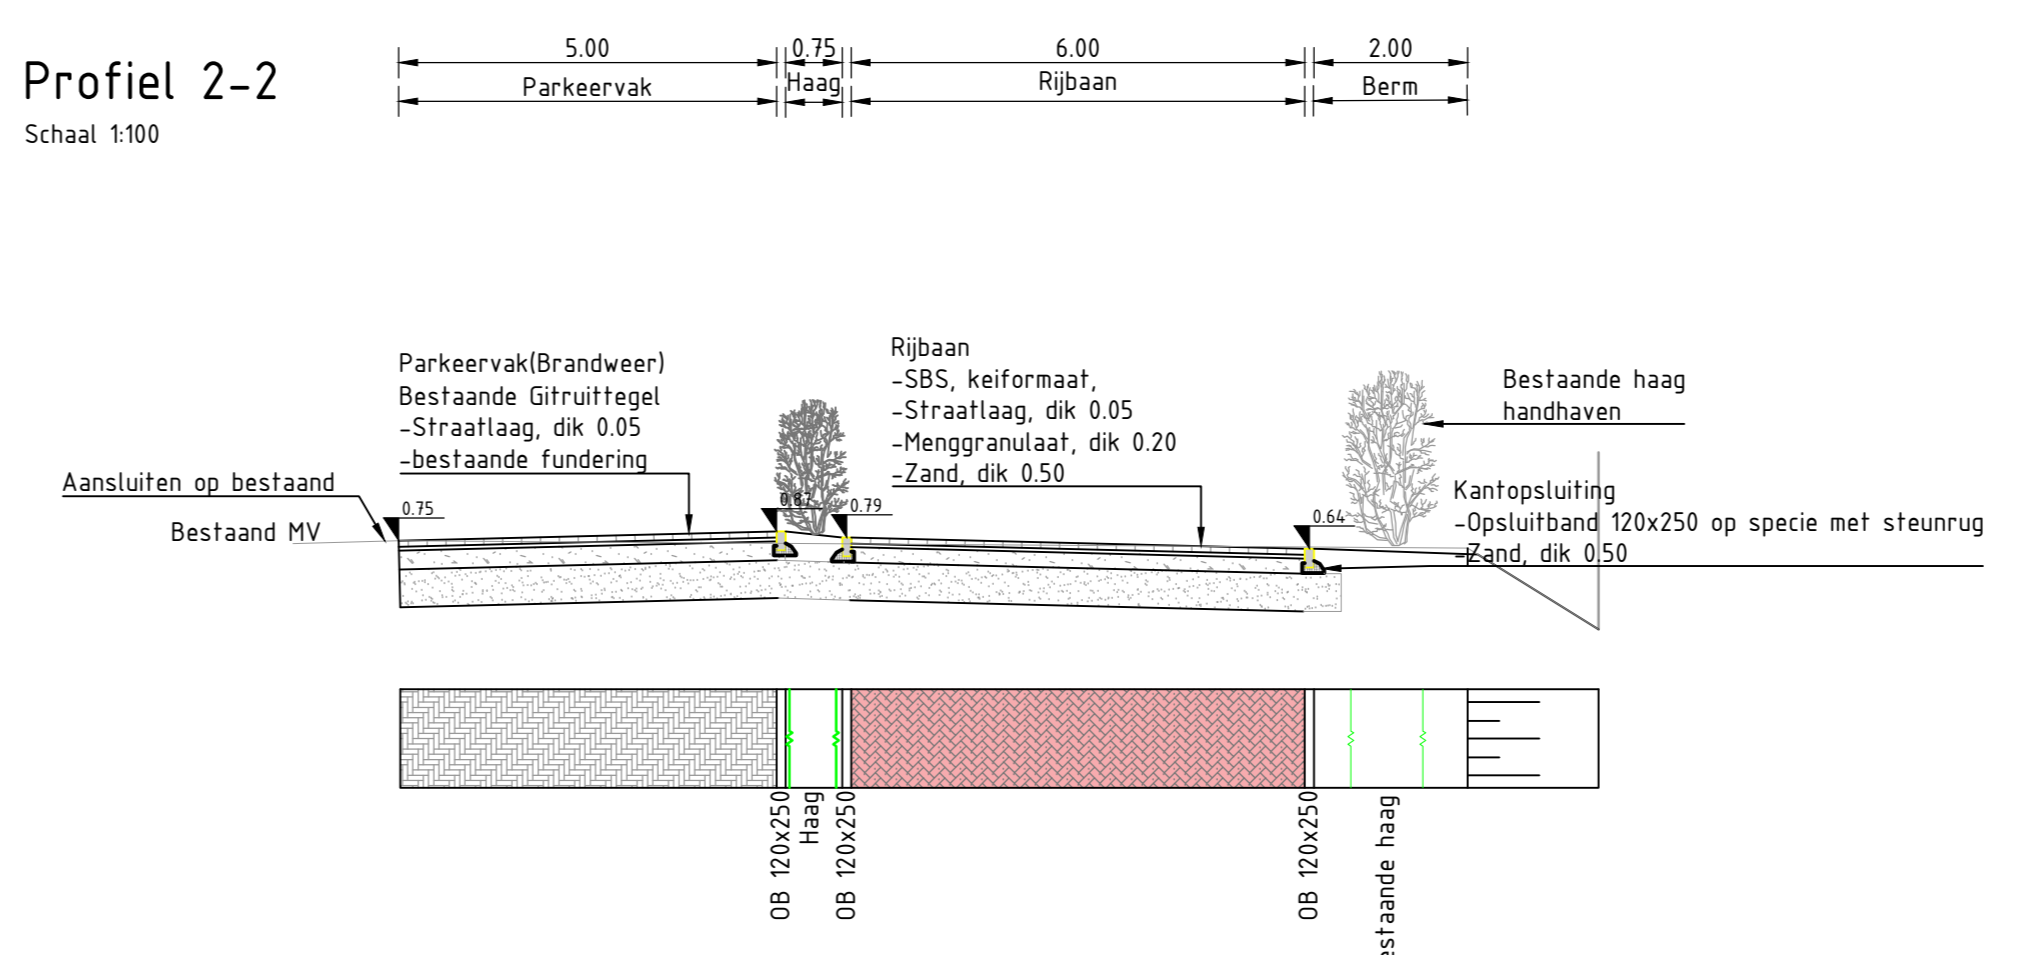 5.00
0.75
6.00
2.00
Profiel 2-2
Parkeervak
Haag
Rijbaan
Berm
Schaal 1:100
Parkeervak(Brandweer)
Bestaande Gitruittegel
-Straatlaag, dik 0.05
-bestaande fundering
Rijbaan
-SBS, keiformaat,
-Straatlaag, dik 0.05
-Menggranulaat, dik 0.20
-Zand, dik 0.50
Bestaande haag
handhaven
Aansluiten op bestaand
Bestaand MV
0.75
0.87
0.79
0.64
Kantopsluiting
-Opsluitband 120x250 op specie met steunrug
-Zand, dik 0.50
OB 120x250
Haag
OB 120x250
OB 120x250
estaande haag